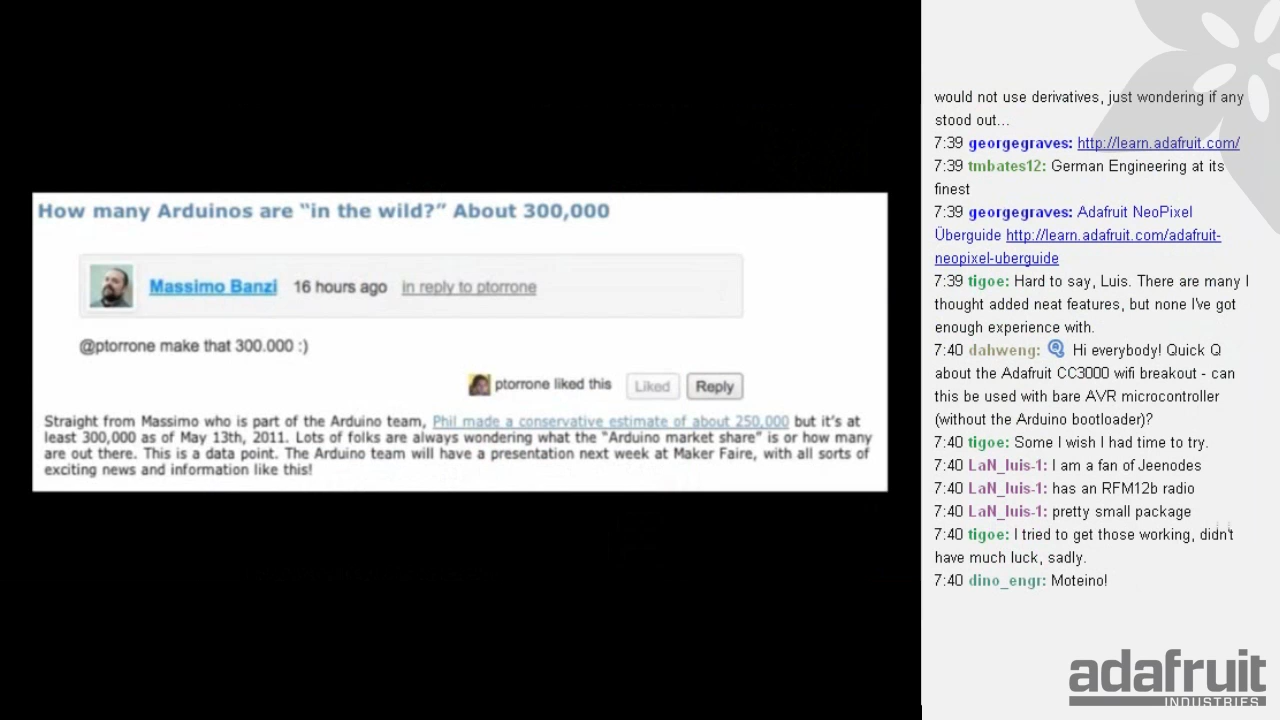 How many Arduinos are “in the wild?” About 300,000
Massimo Banzi 16 hours ago in reply to ptorrone
@ptorrone make that 300.000 :)
ptorrone liked this Liked Reply
Straight from Massimo who is part of the Arduino team, Phil made a conservative estimate of about 250,000 but it's at
least 300,000 as of May 13th, 2011. Lots of folks are always wondering what the "Arduino market share" is or how many
are out there. This is a data point. The Arduino team will have a presentation next week at Maker Faire, with all sorts of
exciting news and information like this!
would not use derivatives, just wondering if any
stood out...
7:39 georgegraves: http://learn.adafruit.com/
7:39 tmbates12: German Engineering at its
finest
7:39 georgegraves: Adafruit NeoPixel
Überguide http://learn.adafruit.com/adafruit-
neopixel-uberguide
7:39 tigoe: Hard to say, Luis. There are many I
thought added neat features, but none I've got
enough experience with.
7:40 dahweng: Hi everybody! Quick Q
about the Adafruit CC3000 wifi breakout - can
this be used with bare AVR microcontroller
(without the Arduino bootloader)?
7:40 tigoe: Some I wish I had time to try.
7:40 LaN_luis-1: I am a fan of Jeenodes
7:40 LaN_luis-1: has an RFM12b radio
7:40 LaN_luis-1: pretty small package
7:40 tigoe: I tried to get those working, didn't
have much luck, sadly.
7:40 dino_engr: Moteino!
adafruit
INDUSTRIES